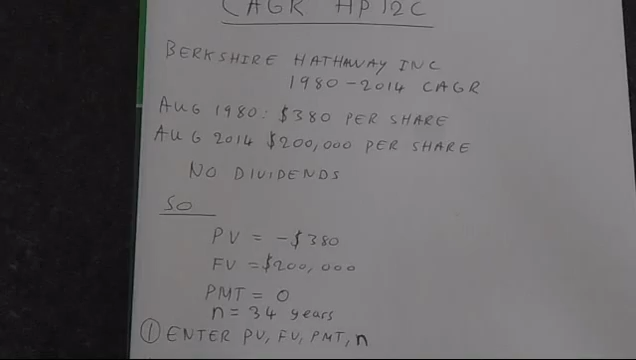 CAGR HP12C
BERKSHIRE HATHAWAY INC
1980-2014 CAGR
AUG 1980: $380 PER SHARE
AUG 2014 $200,000 PER SHARE
NO DIVIDENDS
SO
PV = -$380
FV = $200,000
PMT = 0
n = 34 years
① ENTER PV, FV, PMT, n